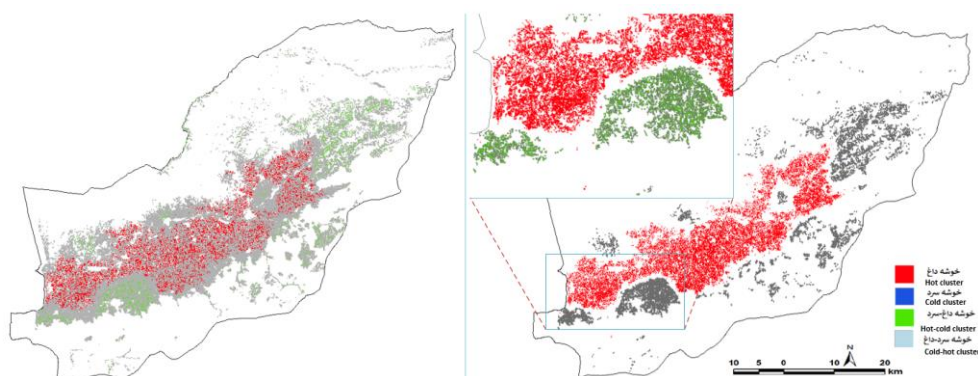 خوشه داغ
Hot cluster
خوشه سرد
Cold cluster
خوشه داغ-سرد
Hot-cold cluster
خوشه سرد-داغ
Cold-hot cluster
N
10 5 0 10 20
km